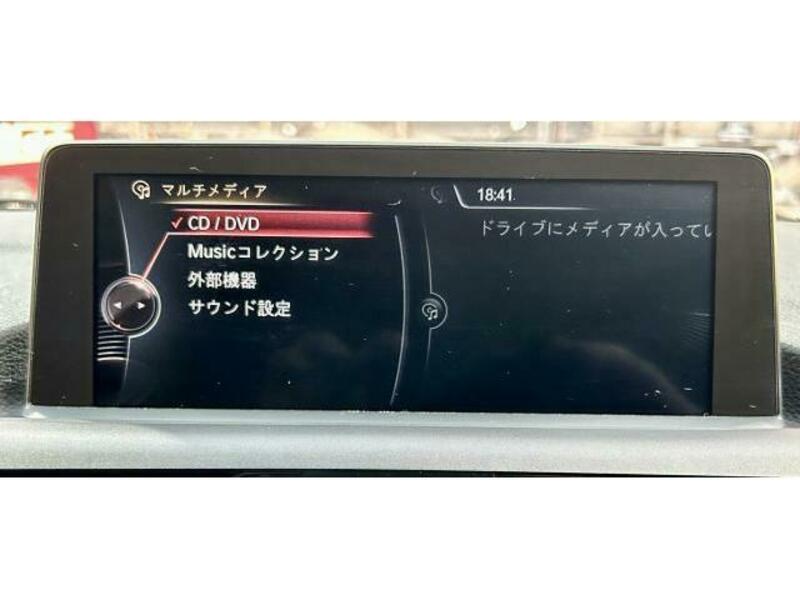 マルチメディア
CD / DVD
Musicコレクション
外部機器
サウンド設定
18:41
ドライブにメディアが入ってい